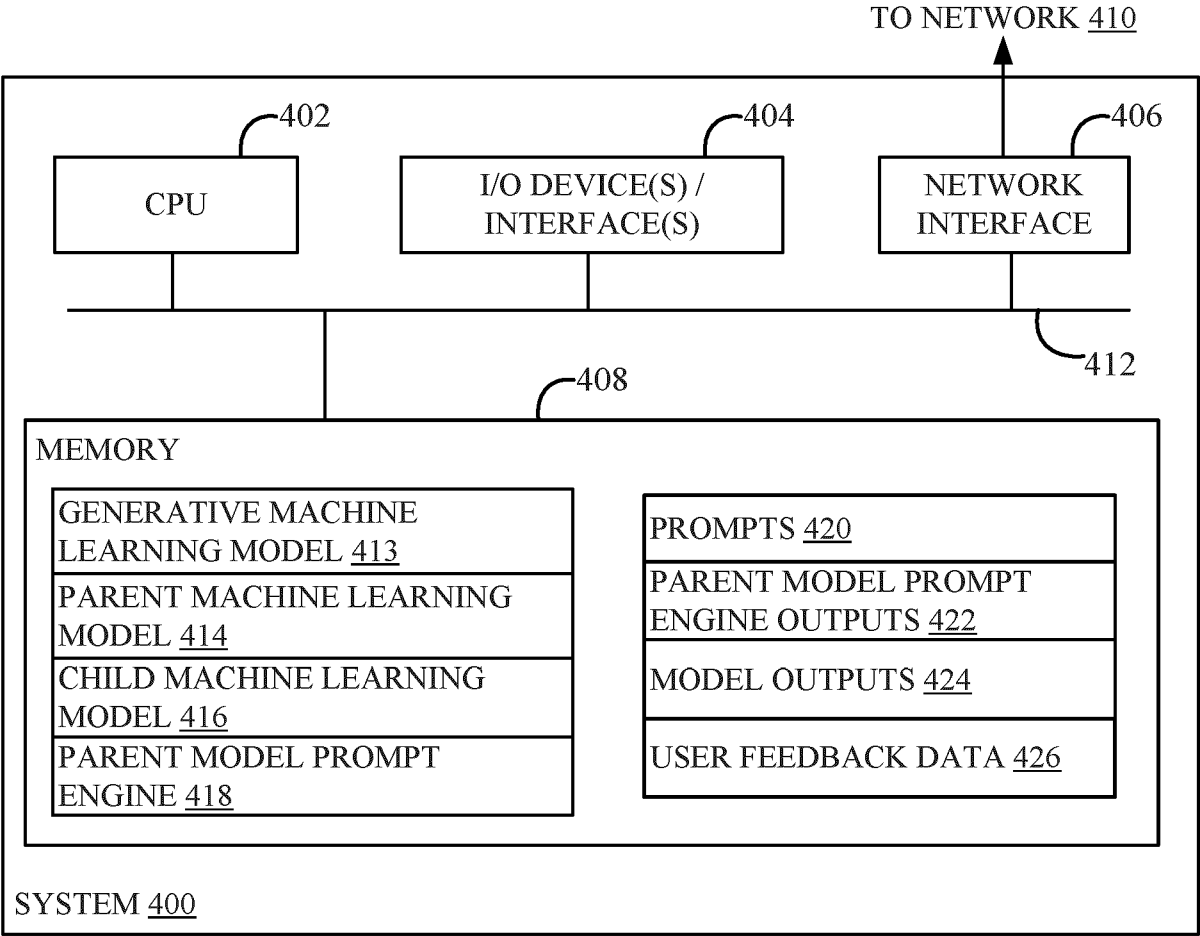 TO NETWORK 410
402
404
406
CPU
I/O DEVICE(S) /
INTERFACE(S)
NETWORK
INTERFACE
412
408
MEMORY
GENERATIVE MACHINE
LEARNING MODEL 413
PARENT MACHINE LEARNING
MODEL 414
CHILD MACHINE LEARNING
MODEL 416
PARENT MODEL PROMPT
ENGINE 418
PROMPTS 420
PARENT MODEL PROMPT
ENGINE OUTPUTS 422
MODEL OUTPUTS 424
USER FEEDBACK DATA 426
SYSTEM 400